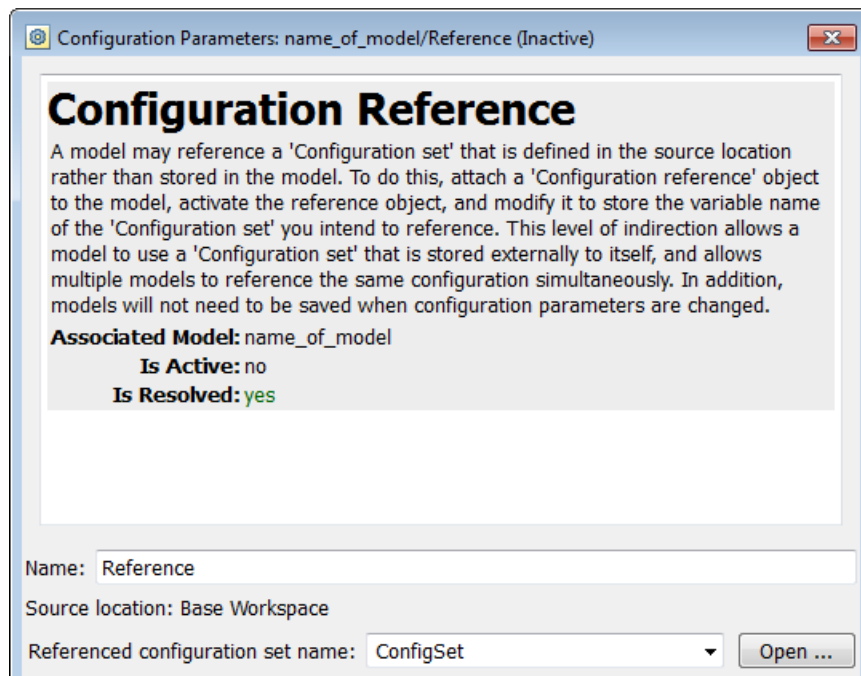 Configuration Parameters: name_of_model/Reference (Inactive)
Configuration Reference
A model may reference a 'Configuration set' that is defined in the source location
rather than stored in the model. To do this, attach a 'Configuration reference' object
to the model, activate the reference object, and modify it to store the variable name
of the 'Configuration set' you intend to reference. This level of indirection allows a
model to use a 'Configuration set' that is stored externally to itself, and allows
multiple models to reference the same configuration simultaneously. In addition,
models will not need to be saved when configuration parameters are changed.
Associated Model: name_of_model
Is Active: no
Is Resolved: yes
Name: Reference
Source location: Base Workspace
Referenced configuration set name: ConfigSet Open ...